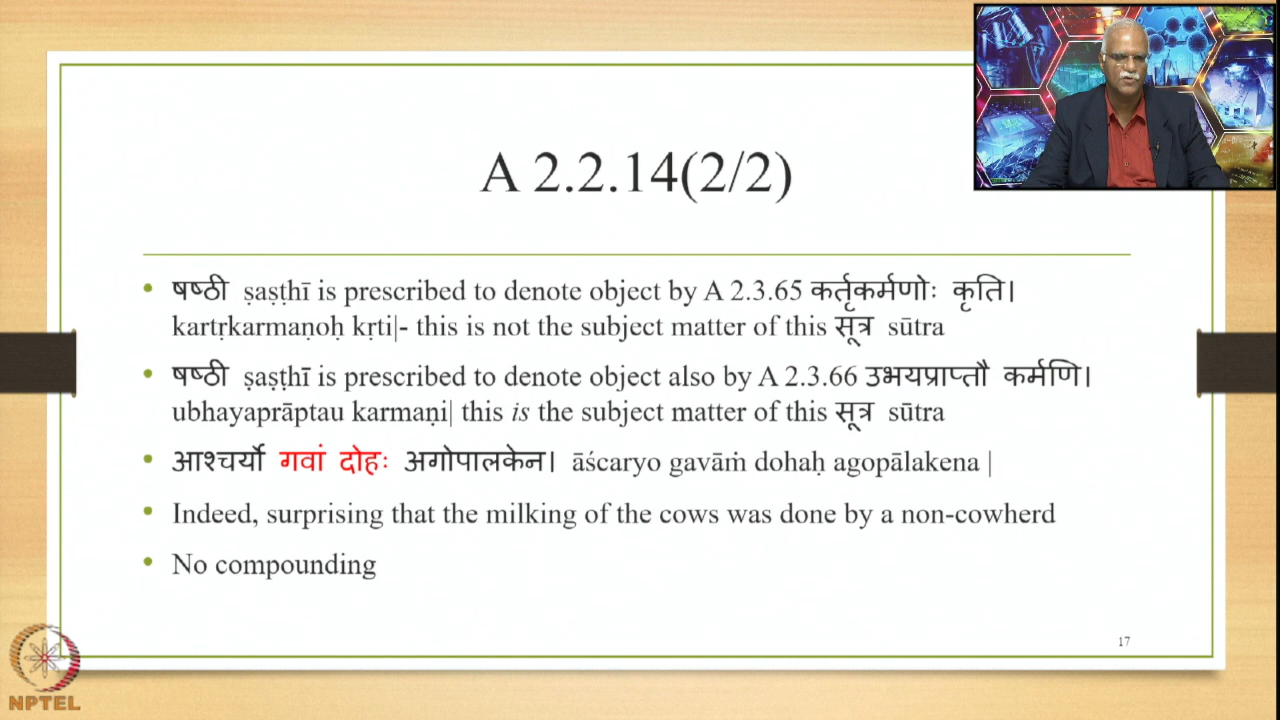 A 2.2.14(2/2)
षष्ठी ṣaṣṭhī is prescribed to denote object by A 2.3.65 कर्तृकर्मणोः कृति।
kartṛkarmaṇoḥ kṛti|- this is not the subject matter of this सूत्र sūtra
षष्ठी ṣaṣṭhī is prescribed to denote object also by A 2.3.66 उभयप्राप्तौ कर्मणि।
ubhayaprāptau karmaṇi| this is the subject matter of this सूत्र sūtra
आश्चर्यो गवां दोहः अगोपालकेन। āścaryo gavāṁ dohaḥ agopālakena |
Indeed, surprising that the milking of the cows was done by a non-cowherd
No compounding
17
NPTEL